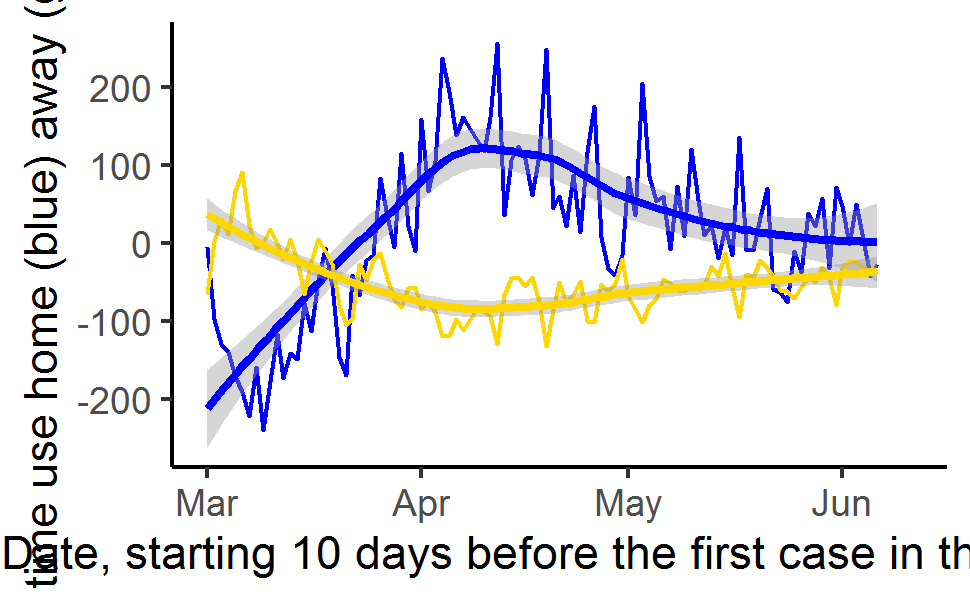 time use home (blue) away (
200
100
0
-100
-200
Mar Apr May Jun
Date, starting 10 days before the first case in th